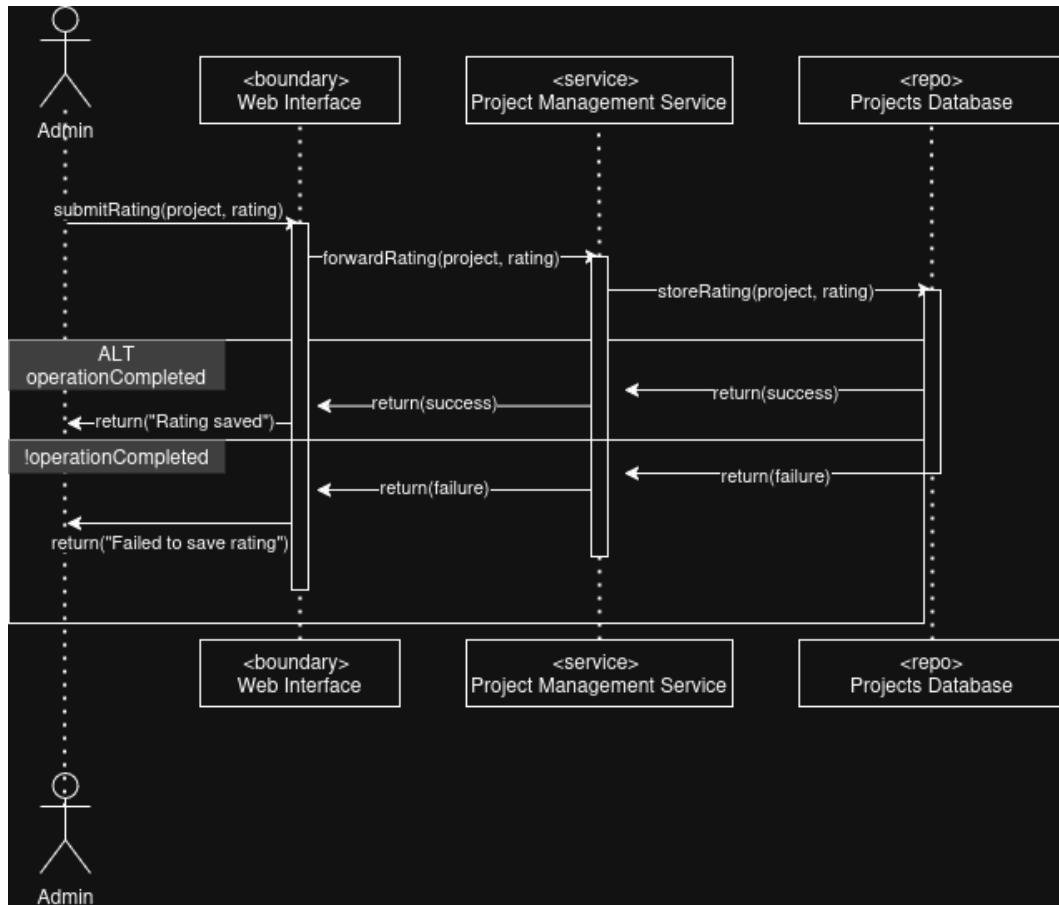 Admin
<boundary>
Web Interface
<service>
Project Management Service
<repo>
Projects Database
submitRating(project, rating)
forwardRating(project, rating)
storeRating(project, rating)
ALT
operationCompleted
return(success)
return(success)
return("Rating saved")
!operationCompleted
return(failure)
return(failure)
return("Failed to save rating")
<boundary>
Web Interface
<service>
Project Management Service
<repo>
Projects Database
Admin